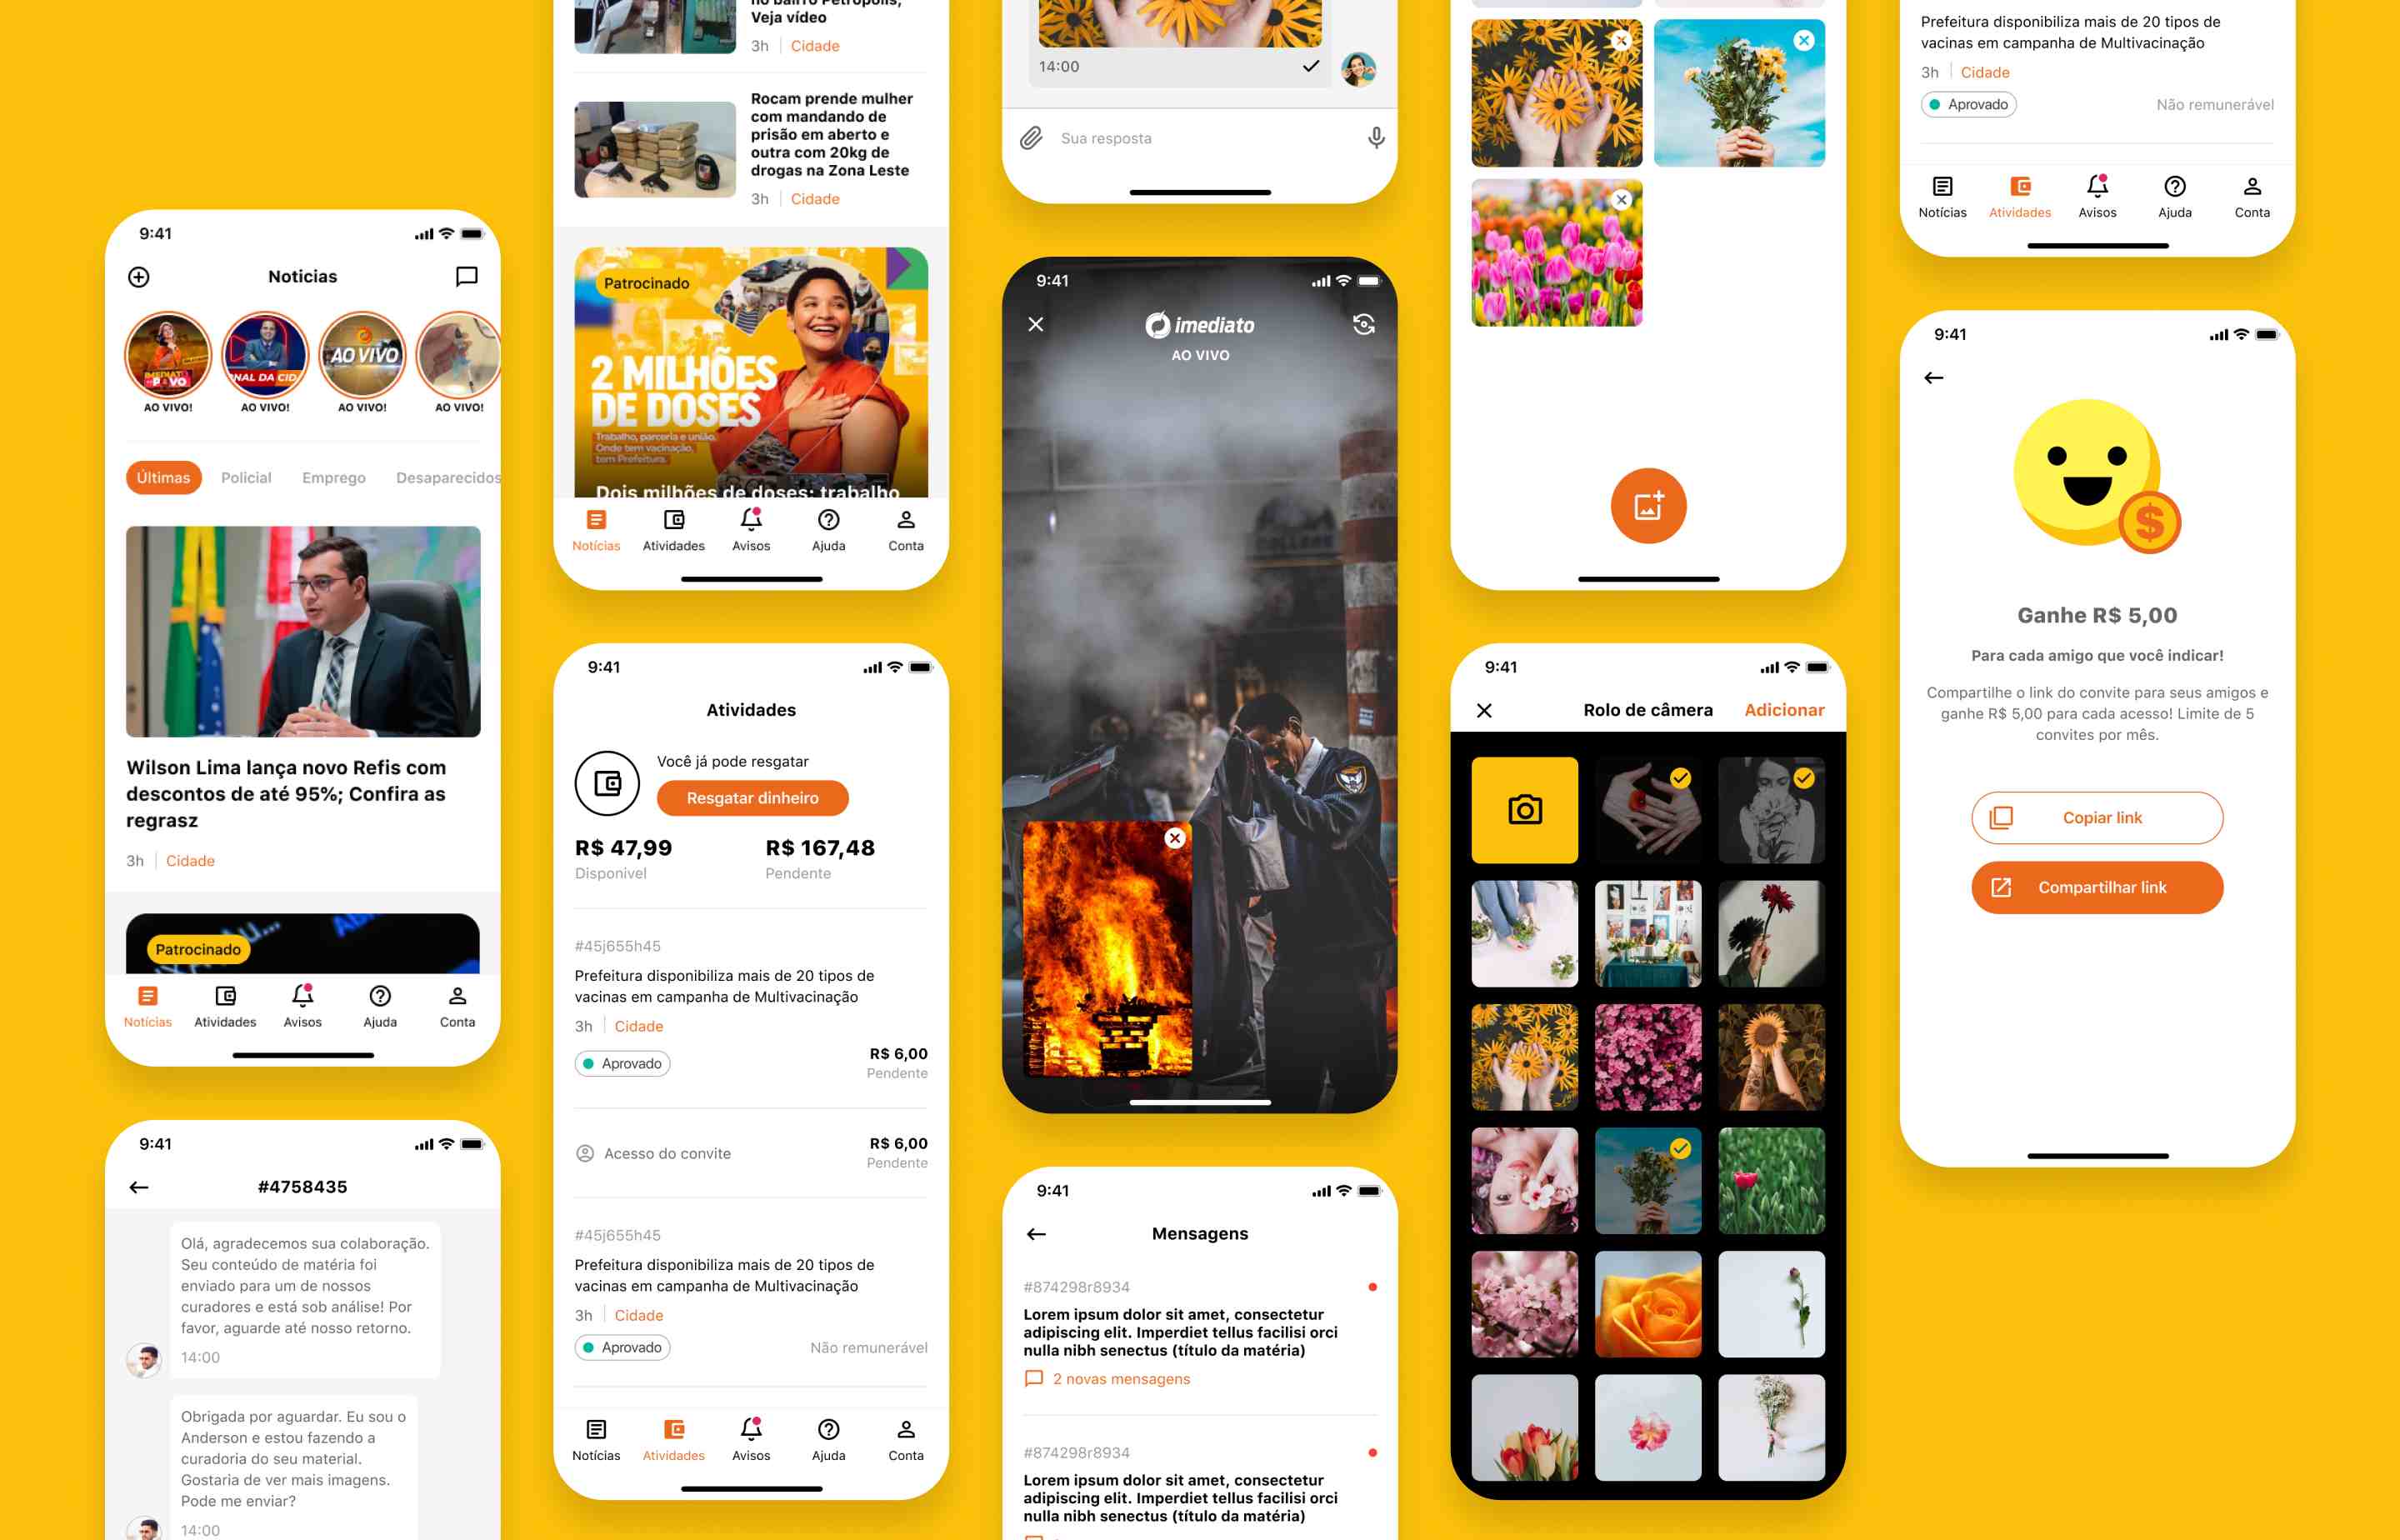 9:41
Noticias
AO VIVO
AO VIVO!
AO VIVO!
AO VIVO!
AO VIVO!
Últimas
Policial
Emprego
Desaparecidos
Wilson Lima lança novo Refis com
descontos de até 95%; Confira as
regrasz
3h
Cidade
Patrocinado
Notícias
Atividades
Avisos
Ajuda
Conta
9:41
#4758435
Olá, agradecemos sua colaboração.
Seu conteúdo de matéria foi
enviado para um de nossos
curadores e está sob análise! Por
favor, aguarde até nosso retorno.
14:00
Obrigada por aguardar. Eu sou o
Anderson e estou fazendo a
curadoria do seu material.
Gostaria de ver mais imagens.
Pode me enviar?
14:00
no bairro Petrópolis;
Veja vídeo
3h
Cidade
Rocam prende mulher
com mandando de
prisão em aberto e
outra com 20kg de
drogas na Zona Leste
3h
Cidade
Patrocinado
2 MILHÕES
DE DOSES
Trabalho, parceria e união.
Onde tem vacinação,
tem Prefeitura.
Dois milhões de doses: trabalho
Notícias
Atividades
Avisos
Ajuda
Conta
9:41
Atividades
Você já pode resgatar
Resgatar dinheiro
R$ 47,99
Disponível
R$ 167,48
Pendente
#45j655h45
Prefeitura disponibiliza mais de 20 tipos de
vacinas em campanha de Multivacinação
3h
Cidade
Aprovado
R$ 6,00
Pendente
Acesso do convite
R$ 6,00
Pendente
#45j655h45
Prefeitura disponibiliza mais de 20 tipos de
vacinas em campanha de Multivacinação
3h
Cidade
Aprovado
Não remunerável
Notícias
Atividades
Avisos
Ajuda
Conta
14:00
Sua resposta
9:41
imediato
AO VIVO
9:41
Mensagens
#874298r8934
Lorem ipsum dolor sit amet, consectetur
adipiscing elit. Imperdiet tellus facilisi orci
nulla nibh senectus (título da matéria)
2 novas mensagens
#874298r8934
Lorem ipsum dolor sit amet, consectetur
adipiscing elit. Imperdiet tellus facilisi orci
nulla nibh senectus (título da matéria)
9:41
Rolo de câmera
Adicionar
Prefeitura disponibiliza mais de 20 tipos de
vacinas em campanha de Multivacinação
3h
Cidade
Aprovado
Não remunerável
Notícias
Atividades
Avisos
Ajuda
Conta
9:41
$
Ganhe R$ 5,00
Para cada amigo que você indicar!
Compartilhe o link do convite para seus amigos e
ganhe R$ 5,00 para cada acesso! Limite de 5
convites por mês.
Copiar link
Compartilhar link